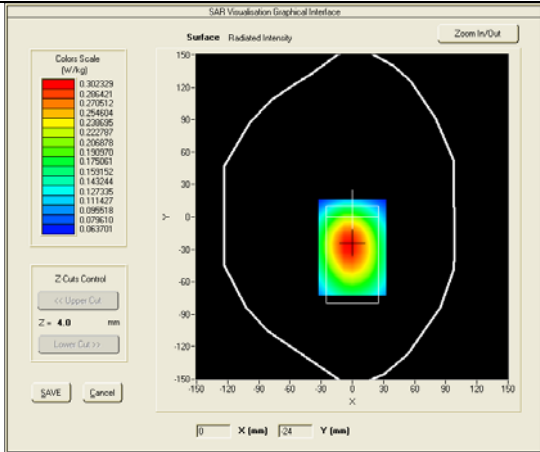 SAR Visualisation Graphical Interface
Surface Radiated Intensity
Zoom In/Out
Colors Scale
(W/kg)
0.302329
0.286421
0.270512
0.254604
0.238695
0.222787
0.206878
0.190970
0.175061
0.159152
0.143244
0.127335
0.111427
0.095518
0.079610
0.063701
Z Cuts Control
<< Upper Cut
Z = 4.0 mm
Lower Cut >>
SAVE Cancel
150-
120-
90-
60-
30-
0-
-30-
-60-
-90-
-120-
-150-
Y
-150 -120 -90 -60 -30 0 30 60 90 120 150
X
0 X (mm) -24 Y (mm)